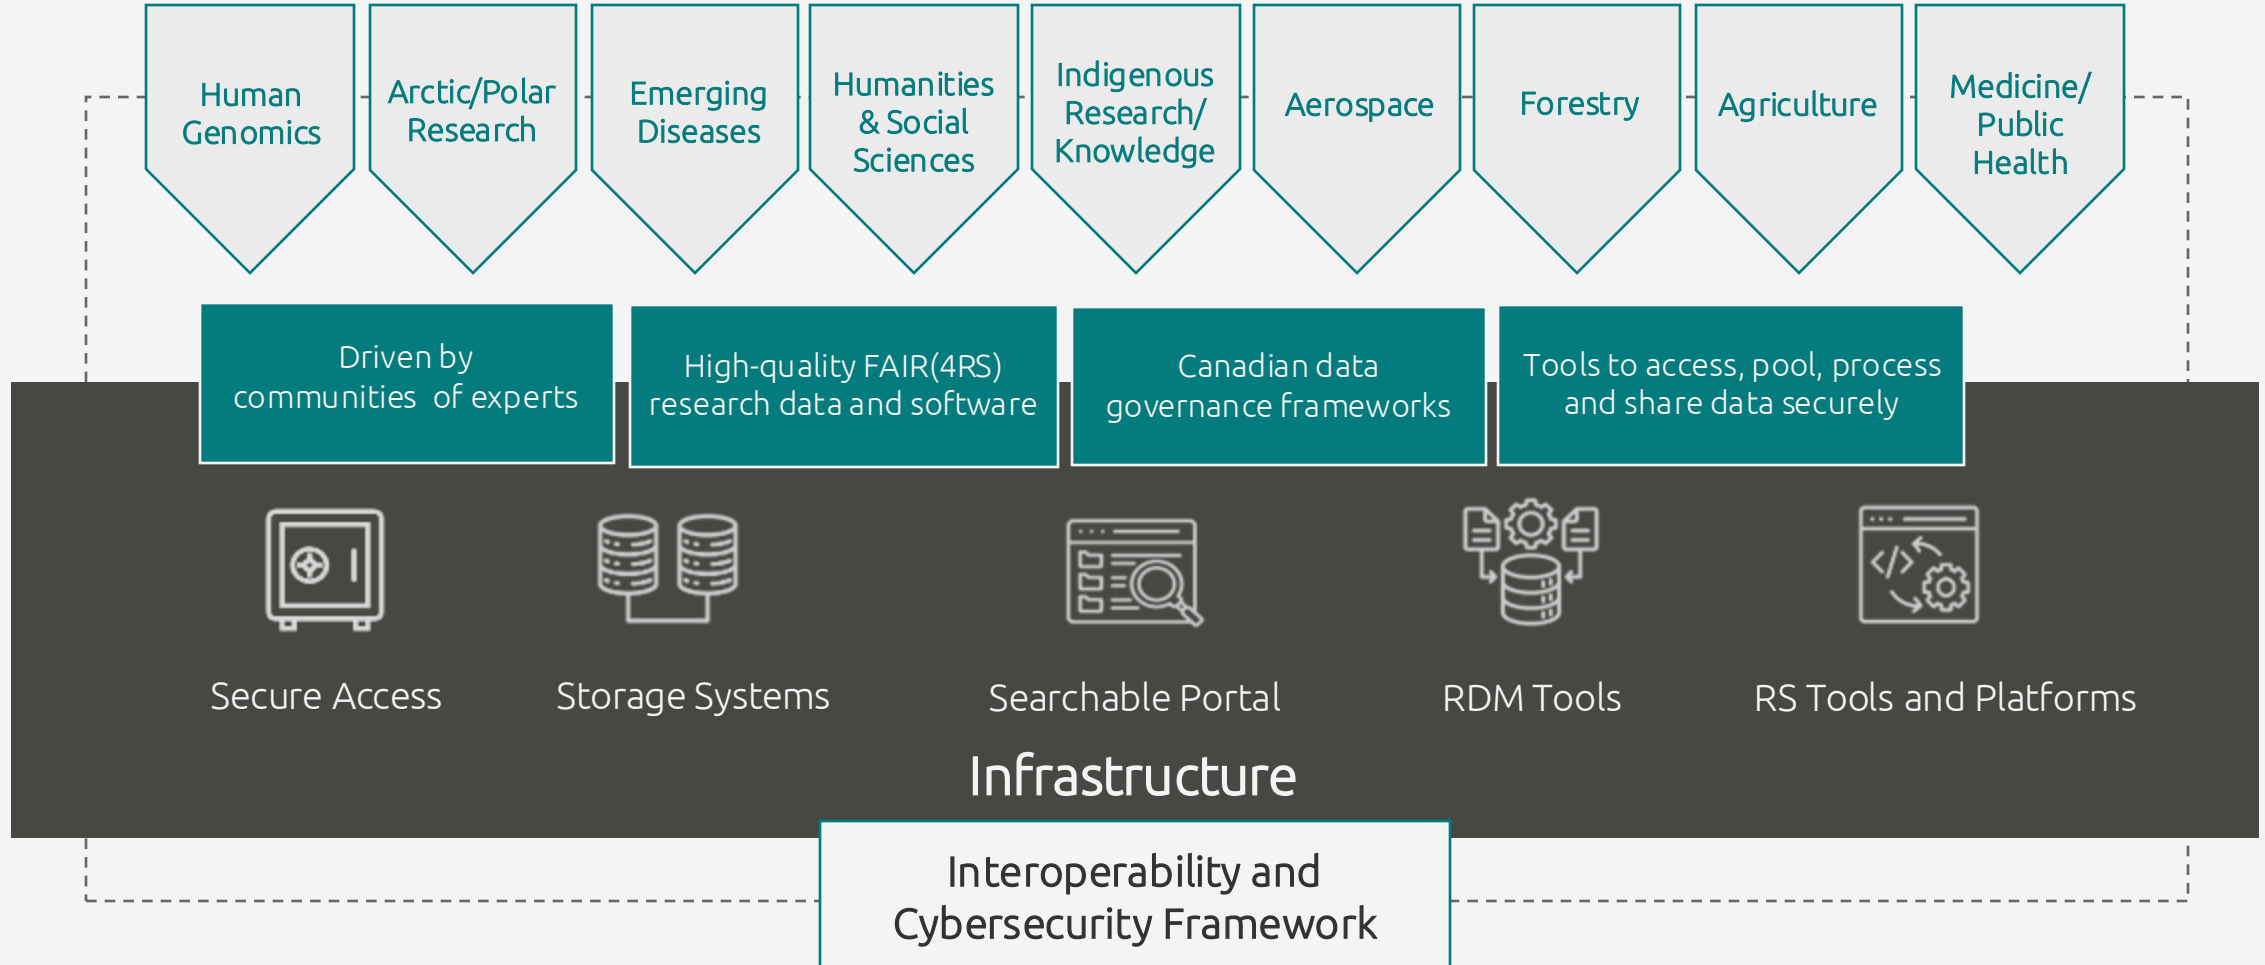 Human
Genomics
Arctic/Polar
Research
Emerging
Diseases
Humanities
& Social
Sciences
Indigenous
Research/
Knowledge
Aerospace
Forestry
Agriculture
Medicine/
Public
Health
Driven by
communities of experts
High-quality FAIR(4RS)
research data and software
Canadian data
governance frameworks
Tools to access, pool, process
and share data securely
Secure Access
Storage Systems
Searchable Portal
RDM Tools
RS Tools and Platforms
Infrastructure
Interoperability and
Cybersecurity Framework